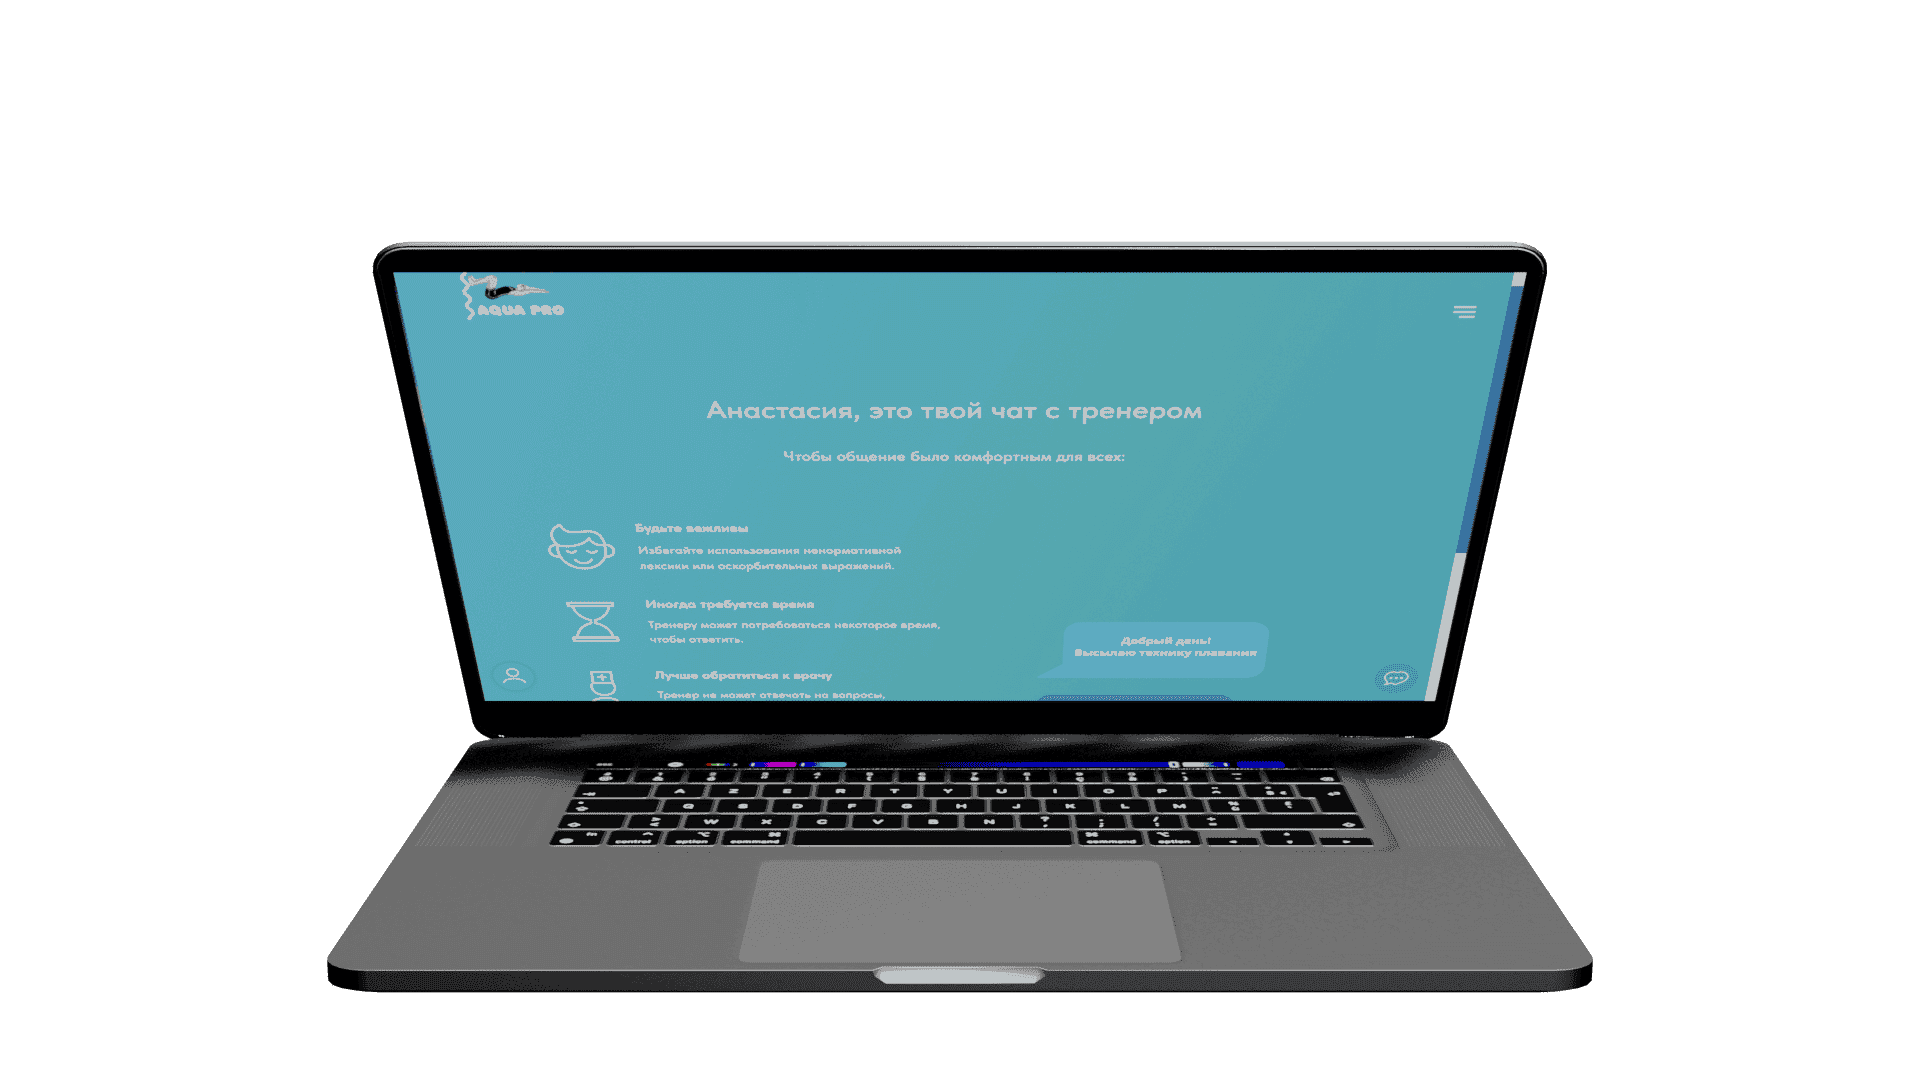 AQUA PRO
Анастасия, это твой чат с тренером
Чтобы общение было комфортным для всех:
Будьте вежливы
Избегайте использования ненормативной
лексики или оскорбительных выражений.
Иногда требуется время
Тренеру может потребоваться некоторое время,
чтобы ответить.
Лучше обратиться к врачу
Тренер не может отвечать на вопросы,
Добрый день!
Высылаю технику плавания
A Z E R T Y U I O P
Q S D F G H J K L M
W X C V B N
fn control option command command option